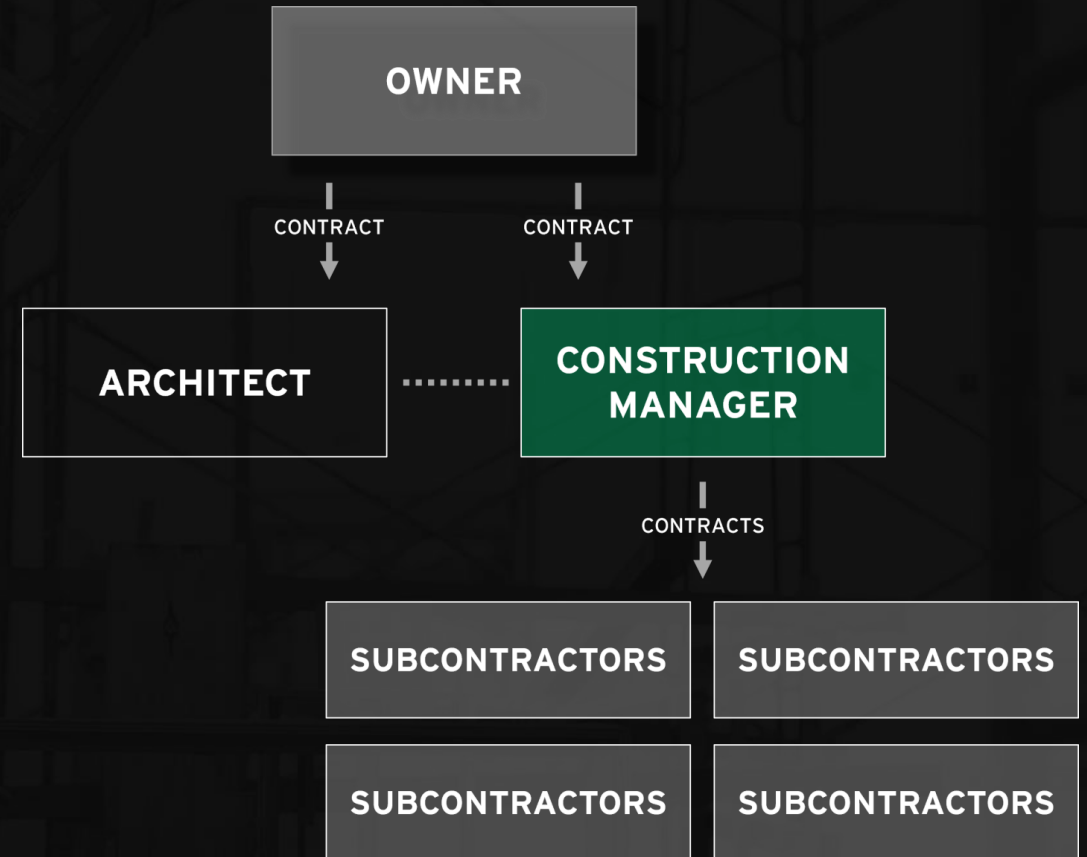 OWNER
CONTRACT
CONTRACT
ARCHITECT
CONSTRUCTION
MANAGER
CONTRACTS
SUBCONTRACTORS
SUBCONTRACTORS
SUBCONTRACTORS
SUBCONTRACTORS